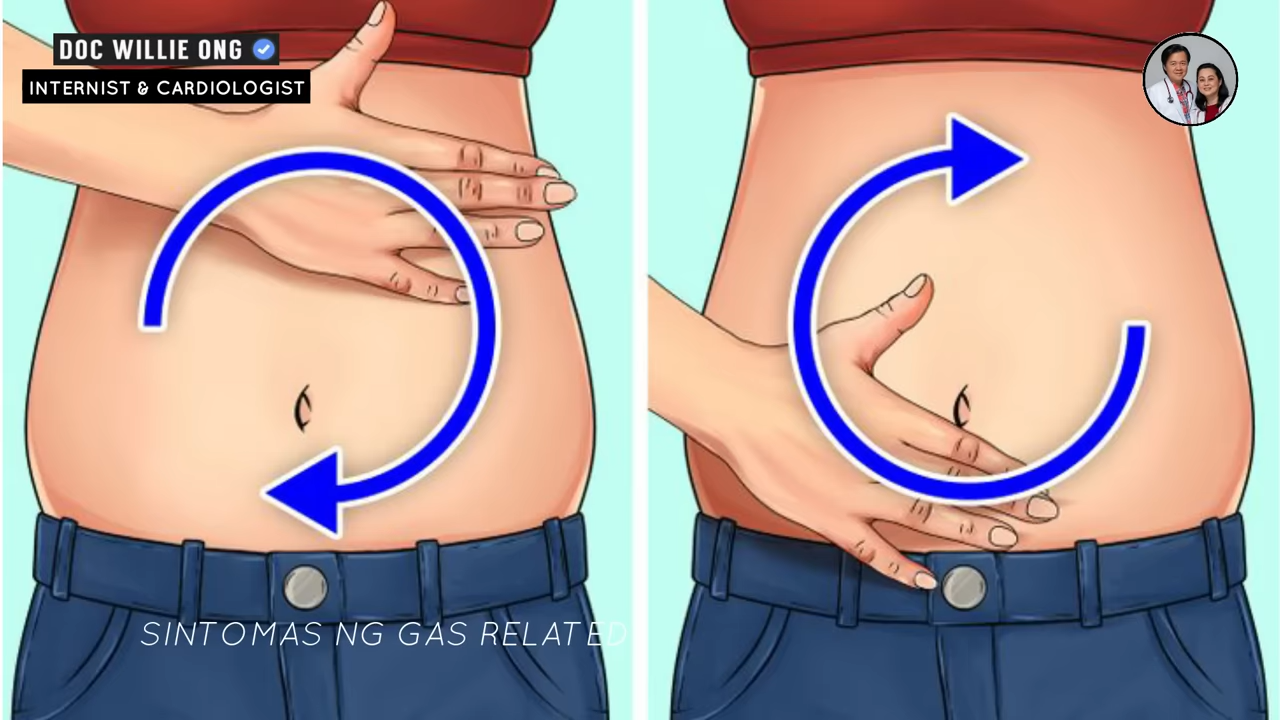 DOC WILLIE ONG
INTERNIST & CARDIOLOGIST
SINTOMAS NG GAS RELATED